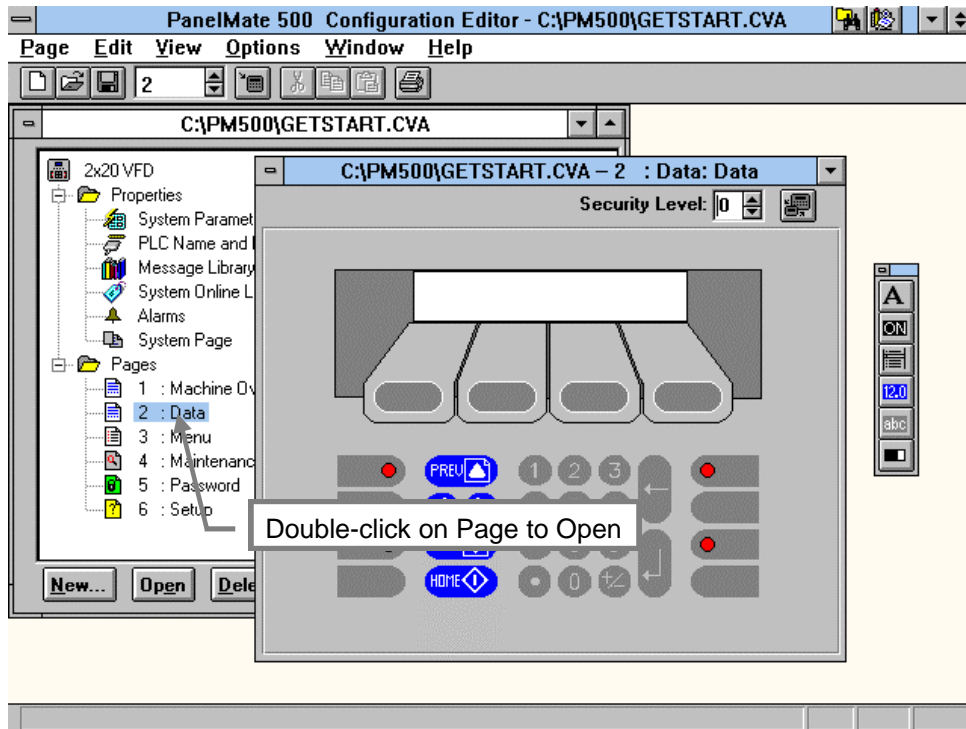 PanelMate 500 Configuration Editor - C:\PM500\GETSTART.CVA
Page Edit View Options Window Help
2
C:\PM500\GETSTART.CVA
2x20 VFD
Properties
System Paramet
PLC Name and
Message Library
System Online L
Alarms
System Page
Pages
1 : Machine Ov
2 : Data
3 : Menu
4 : Maintenanc
5 : Password
6 : Setup
New... Open Dele
C:\PM500\GETSTART.CVA – 2 : Data: Data
Security Level: 0
PREV 1 2 3
Double-click on Page to Open
HOME 0 +/-
A
ON
12.0
abc